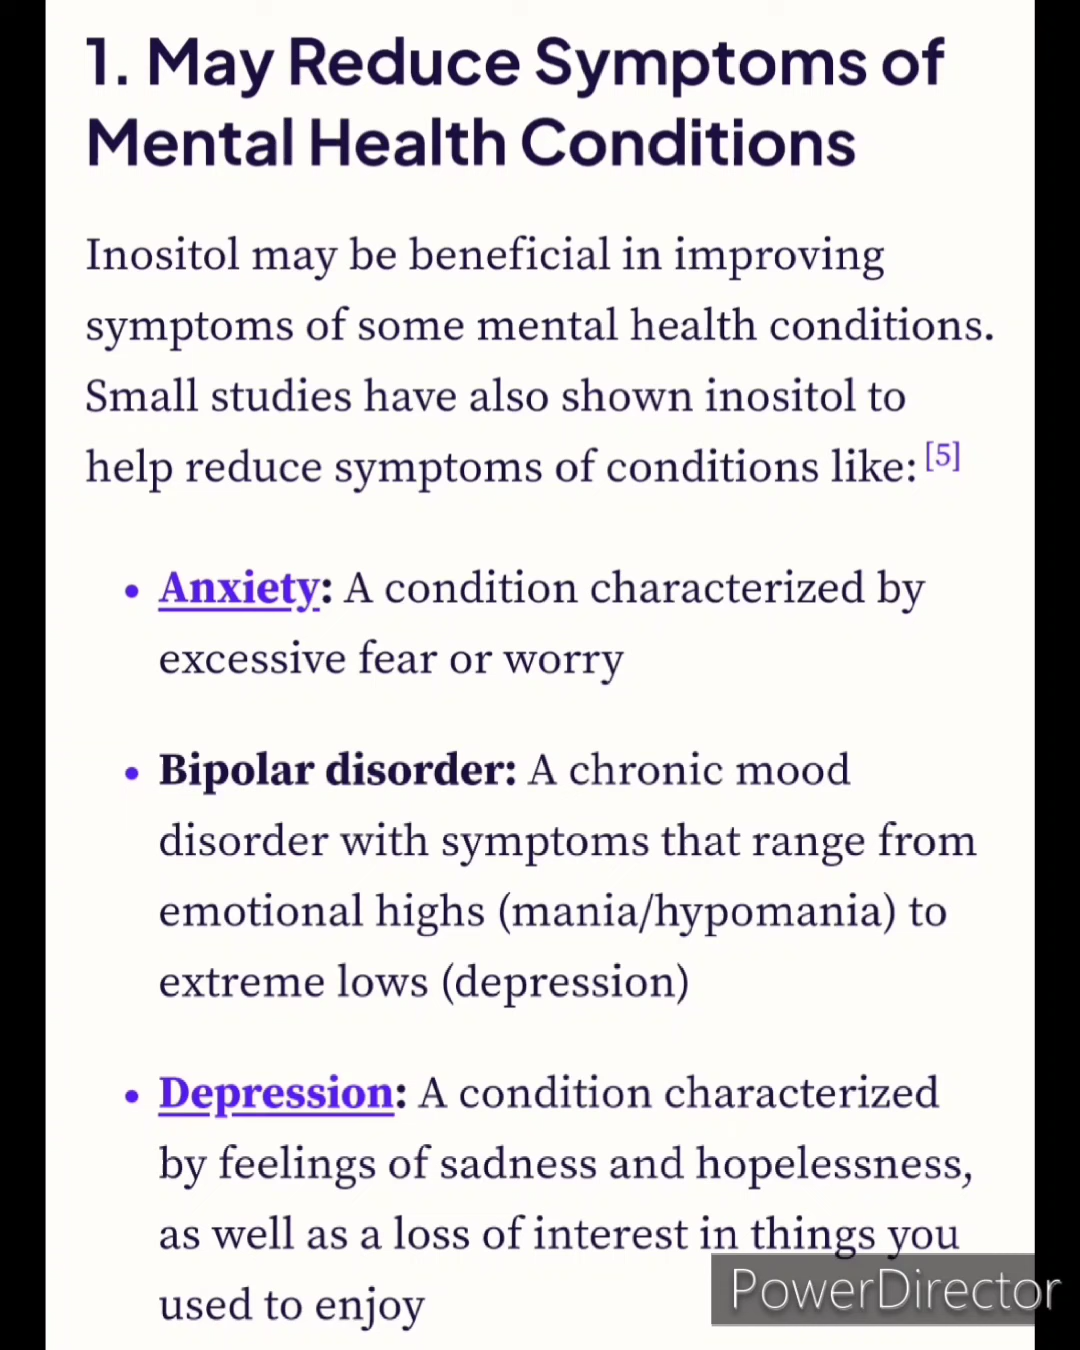 1. May Reduce Symptoms of
Mental Health Conditions
Inositol may be beneficial in improving
symptoms of some mental health conditions.
Small studies have also shown inositol to
help reduce symptoms of conditions like: [5]
• Anxiety: A condition characterized by
excessive fear or worry
• Bipolar disorder: A chronic mood
disorder with symptoms that range from
emotional highs (mania/hypomania) to
extreme lows (depression)
• Depression: A condition characterized
by feelings of sadness and hopelessness,
as well as a loss of interest in things you
used to enjoy
PowerDirector